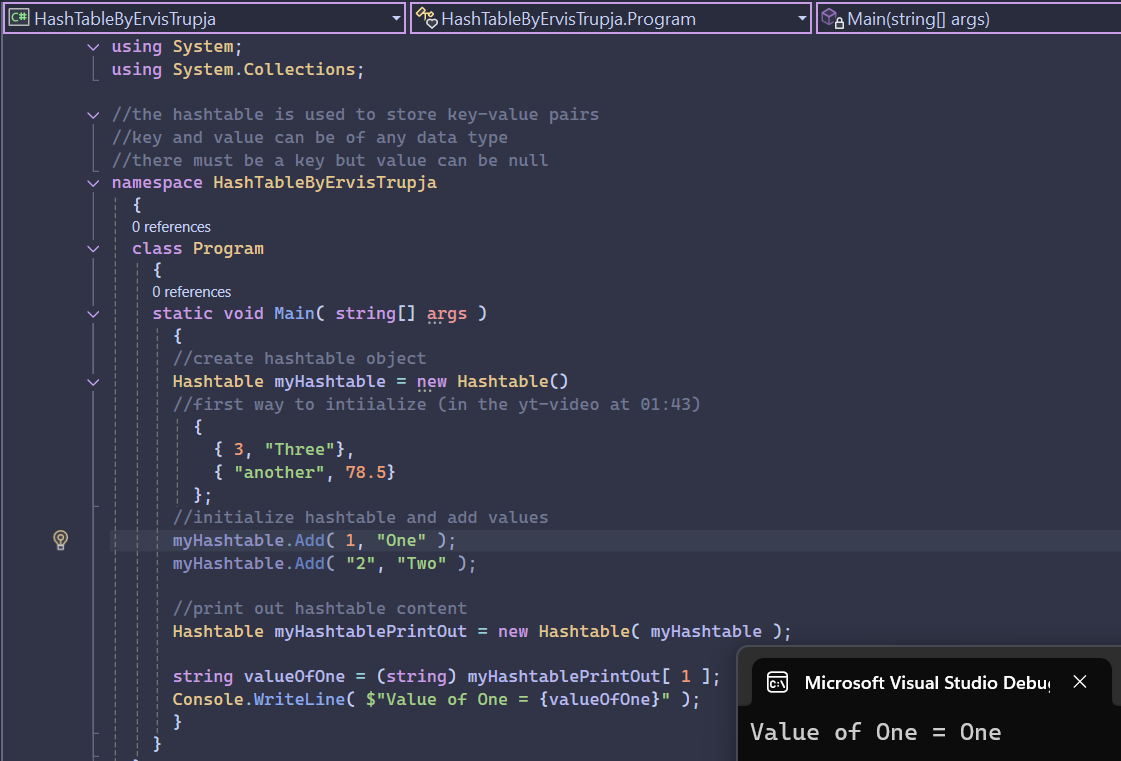 C# HashTableByErvisTrupja
HashTableByErvisTrupja.Program
Main(string[] args)
using System;
using System.Collections;
//the hashtable is used to store key-value pairs
//key and value can be of any data type
//there must be a key but value can be null
namespace HashTableByErvisTrupja
{
0 references
class Program
{
0 references
static void Main( string[] args )
{
//create hashtable object
Hashtable myHashtable = new Hashtable()
//first way to intiialize (in the yt-video at 01:43)
{
{ 3, "Three"},
{ "another", 78.5}
};
//initialize hashtable and add values
myHashtable.Add( 1, "One" );
myHashtable.Add( "2", "Two" );
//print out hashtable content
Hashtable myHashtablePrintOut = new Hashtable( myHashtable );
string valueOfOne = (string) myHashtablePrintOut[ 1 ];
Console.WriteLine( $"Value of One = {valueOfOne}" );
}
}
C:\
Microsoft Visual Studio Debu
Value of One = One